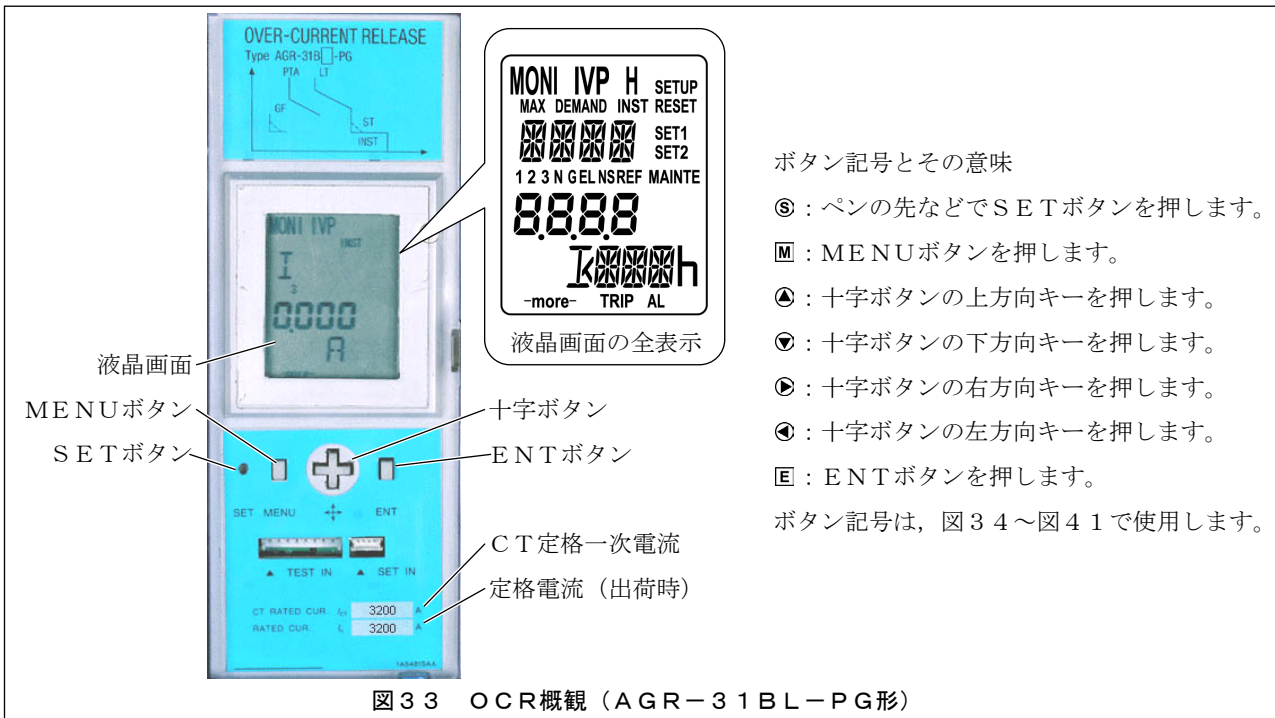 OVER-CURRENT RELEASE
Type AGR-31B□-PG
PTA LT
GF
ST
INST
MONI IVP
INST
I
3
0.000
A
MONI IVP H SETUP
MAX DEMAND INST RESET
SET1
SET2
1 2 3 N G EL NS REF MAINTE
8.8.8.8
k h
-more- TRIP AL
液晶画面の全表示
液晶画面
MENUボタン
SETボタン
十字ボタン
ENTボタン
SET MENU ENT
▲ TEST IN ▲ SET IN
CT定格一次電流
定格電流(出荷時)
CT RATED CUR. ICT 3200 A
RATED CUR. 3200 A
ボタン記号とその意味
Ⓢ:ペンの先などでSETボタンを押します。
M:MENUボタンを押します。
▲:十字ボタンの上方向キーを押します。
▼:十字ボタンの下方向キーを押します。
▶:十字ボタンの右方向キーを押します。
◀:十字ボタンの左方向キーを押します。
E:ENTボタンを押します。
ボタン記号は,図34~図41で使用します。
図33 OCR概観(AGR-31BL-PG形)